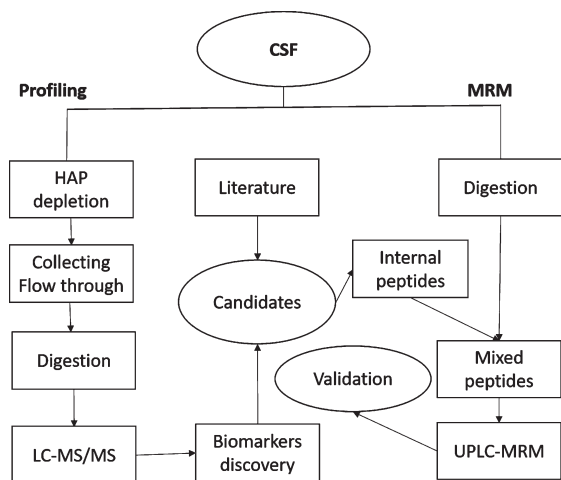 CSF
Profiling
MRM
HAP
depletion
Literature
Digestion
Collecting
Flow through
Candidates
Internal
peptides
Digestion
Validation
Mixed
peptides
LC-MS/MS
Biomarkers
discovery
UPLC-MRM